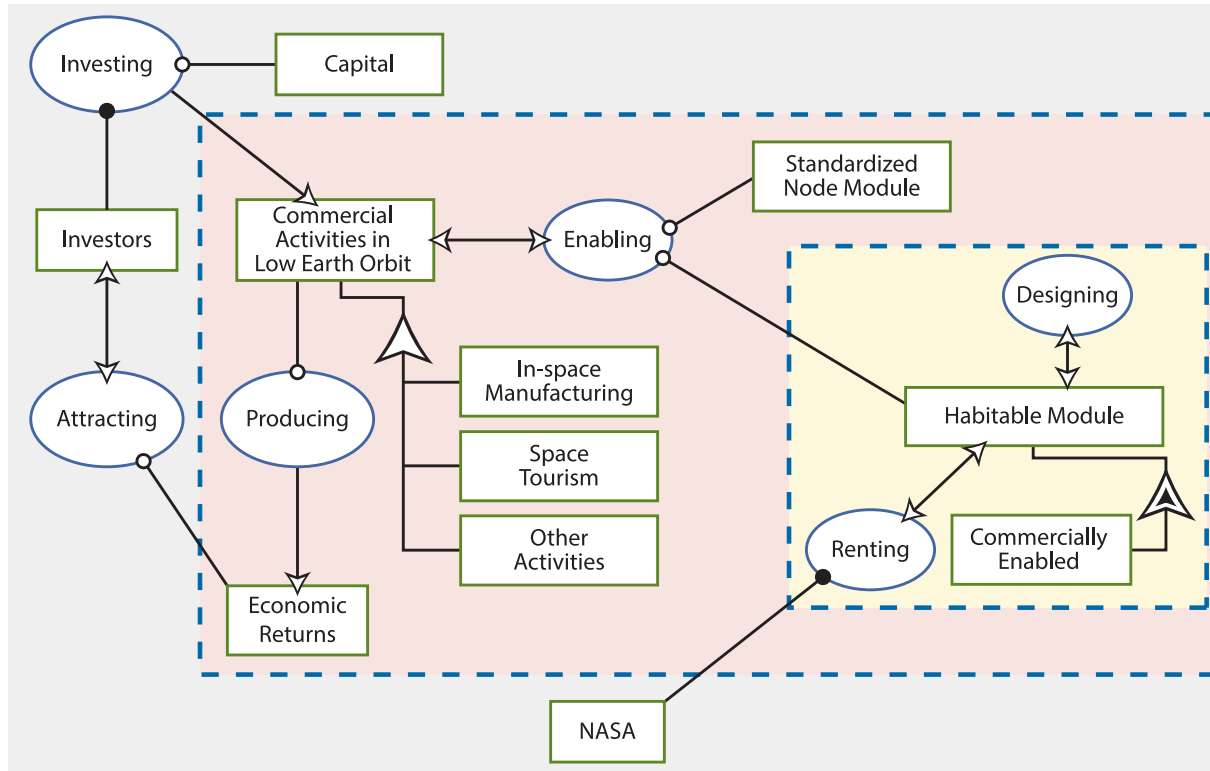 Investing
Capital
Standardized
Node Module
Commercial
Activities in
Low Earth Orbit
Investors
Enabling
Designing
In-space
Manufacturing
Habitable Module
Attracting
Producing
Space
Tourism
Other
Activities
Renting
Commercially
Enabled
Economic
Returns
NASA